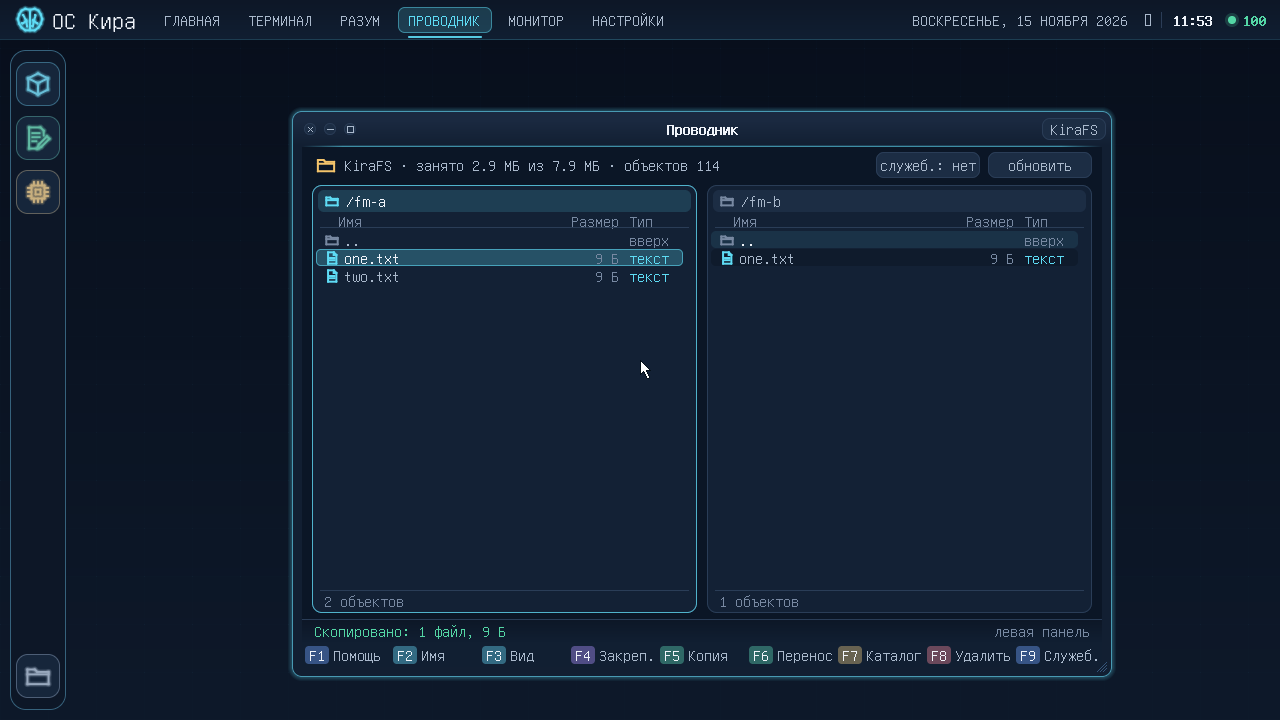 ОС Кира ГЛАВНАЯ ТЕРМИНАЛ РАЗУМ ПРОВОДНИК МОНИТОР НАСТРОЙКИ ВОСКРЕСЕНЬЕ, 15 НОЯБРЯ 2026 11:53 100
Проводник KiraFS
KiraFS · занято 2.9 МБ из 7.9 МБ · объектов 114 служеб.: нет обновить
/fm-a
Имя Размер Тип
.. вверх
one.txt 9 Б текст
two.txt 9 Б текст
2 объектов
/fm-b
Имя Размер Тип
.. вверх
one.txt 9 Б текст
1 объектов
Скопировано: 1 файл, 9 Б левая панель
F1 Помощь F2 Имя F3 Вид F4 Закреп. F5 Копия F6 Перенос F7 Каталог F8 Удалить F9 Служеб.